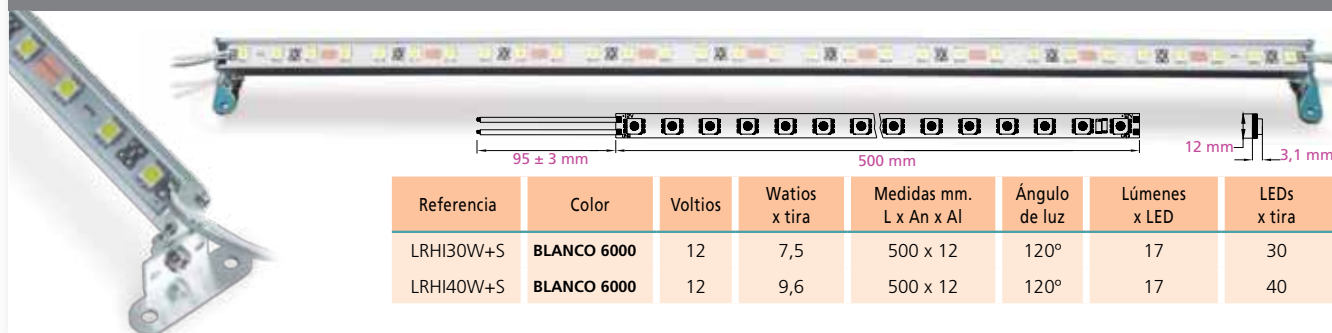 95 ± 3 mm
500 mm
12 mm
3,1 mm
Referencia Color Voltios Watios x tira Medidas mm. L x An x Al Ángulo de luz Lúmenes x LED LEDs x tira
LRHI30W+S BLANCO 6000 12 7,5 500 x 12 120º 17 30
LRHI40W+S BLANCO 6000 12 9,6 500 x 12 120º 17 40